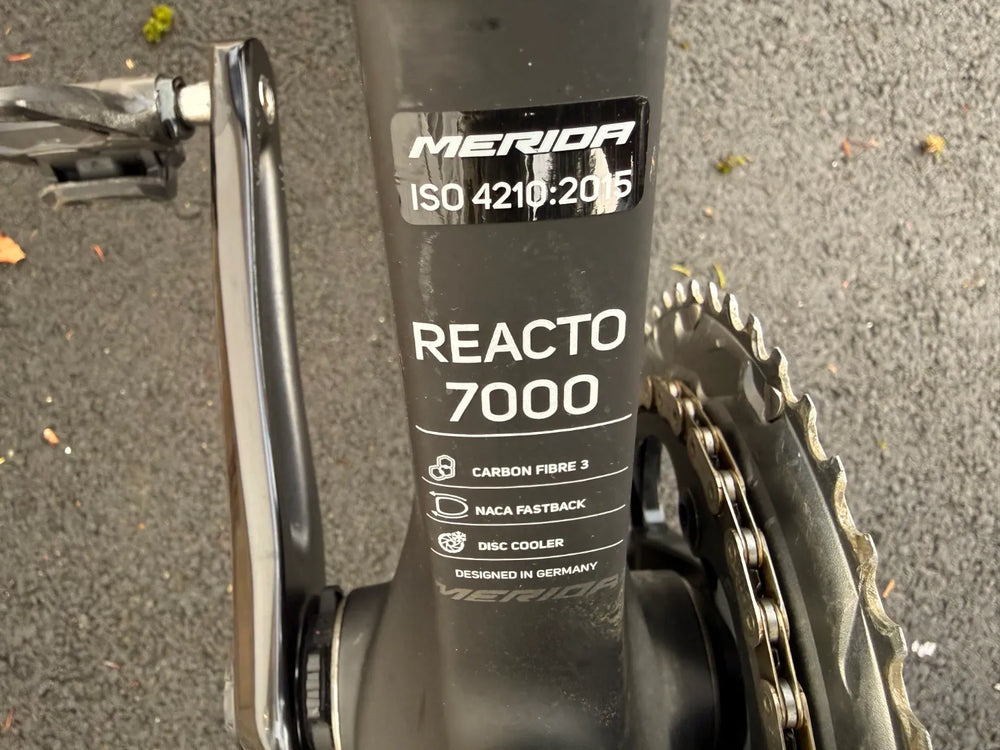 MERIDA
ISO 4210:2015
REACTO
7000
CARBON FIBRE 3
NACA FASTBACK
DISC COOLER
DESIGNED IN GERMANY
MERIDA